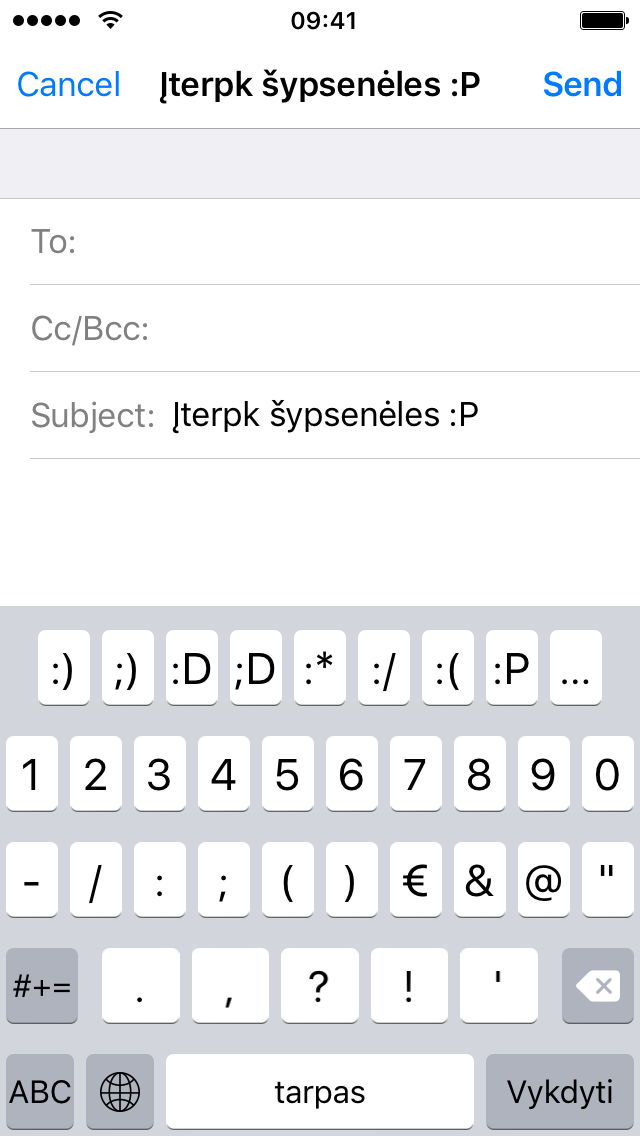 09:41
Cancel Įterpk šypsenėles :P Send
To:
Cc/Bcc:
Subject: Įterpk šypsenėles :P
:) ;) :D ;D :* :/ :( :P ...
1 2 3 4 5 6 7 8 9 0
- / : ; ( ) € & @ "
#+= . , ? ! '
ABC tarpas Vykdyti